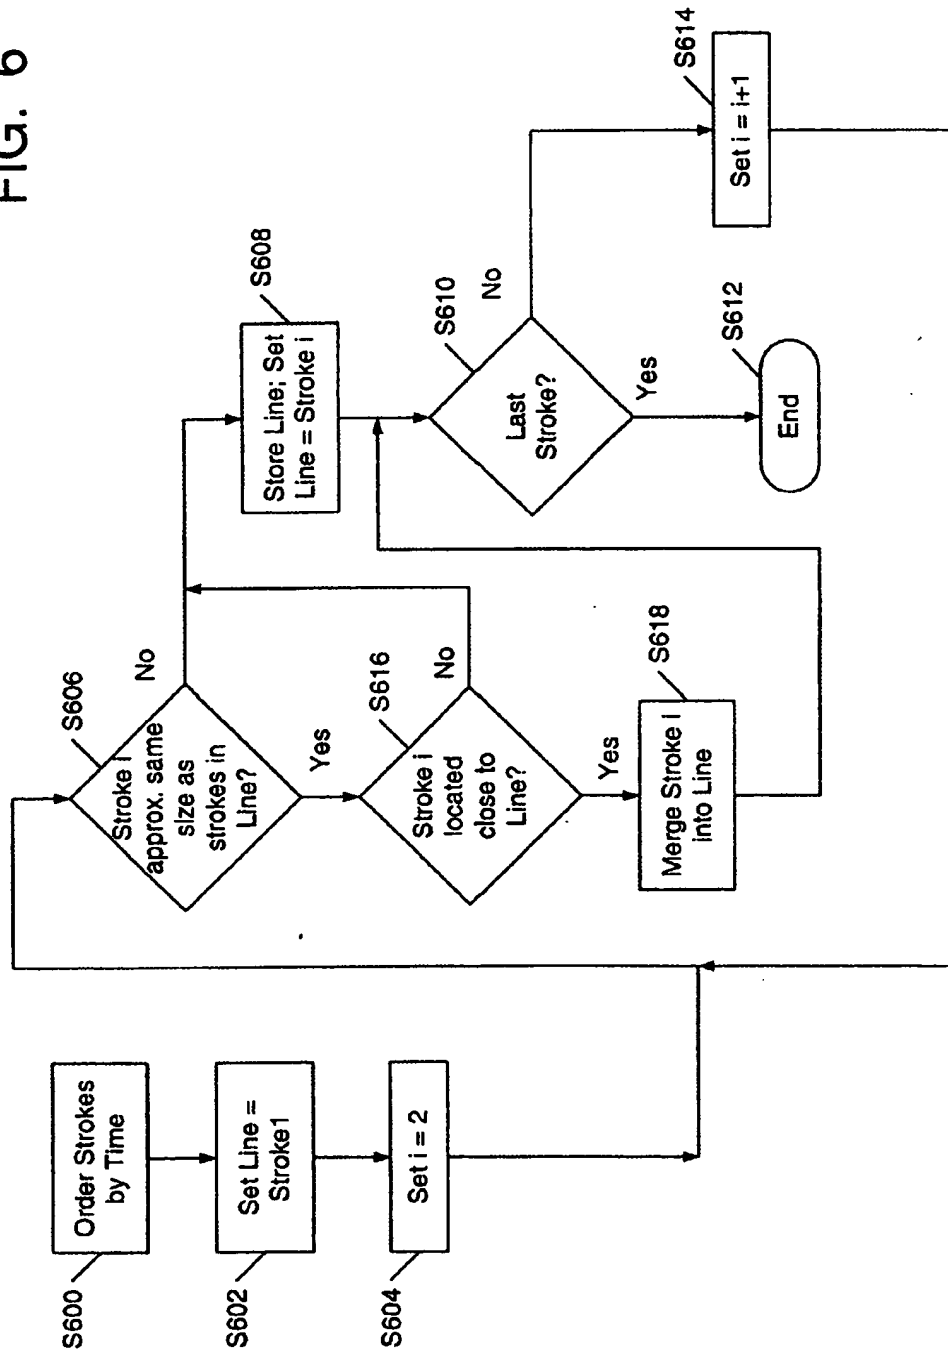 FIG. 6
S600
Order Strokes
by Time
S602
Set Line =
Stroke1
S604
Set i = 2
S606
Stroke i
approx. same
size as
strokes in
Line?
No
Yes
S616
Stroke i
located
close to
Line?
No
Yes
S618
Merge Stroke i
into Line
S608
Store Line; Set
Line = Stroke i
S610
Last
Stroke?
No
Yes
S612
End
S614
Set i = i+1